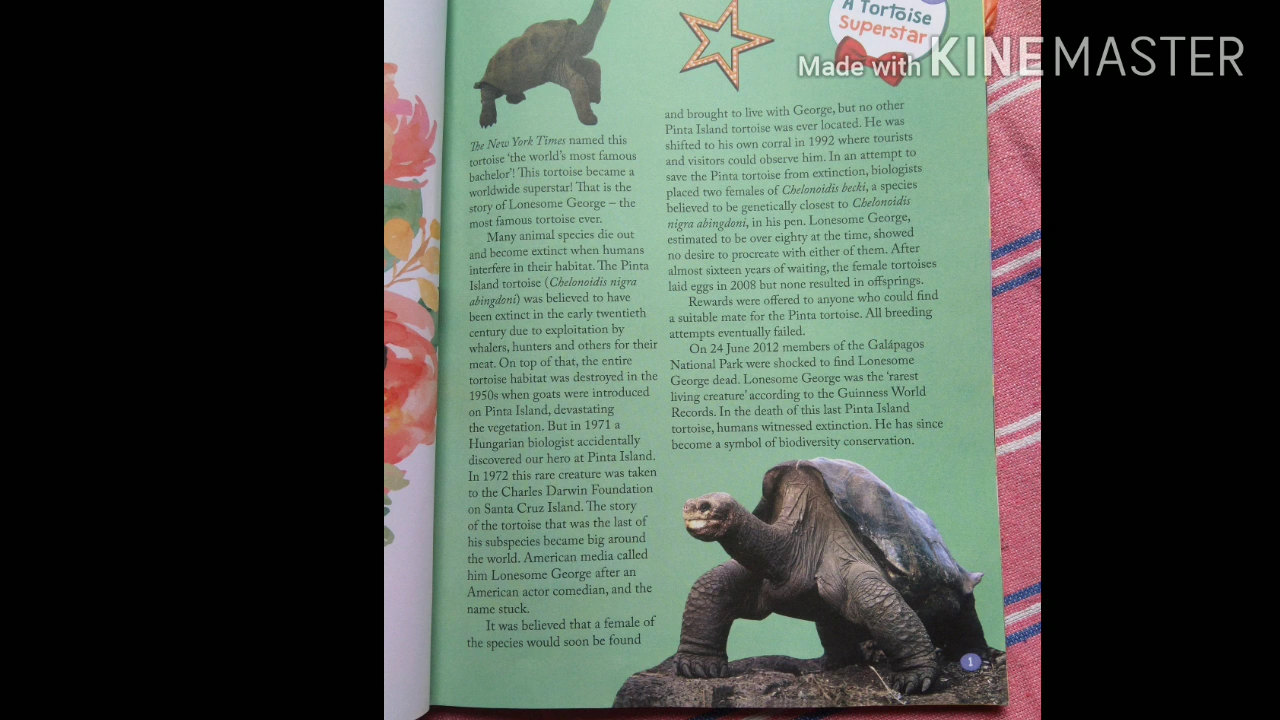 A Tortoise
Superstar
Made with KINEMASTER
The New York Times named this
tortoise ‘the world’s most famous
bachelor’! This tortoise became a
worldwide superstar! That is the
story of Lonesome George – the
most famous tortoise ever.
Many animal species die out
and become extinct when humans
interfere in their habitat. The Pinta
Island tortoise (Chelonoidis nigra
abingdoni) was believed to have
been extinct in the early twentieth
century due to exploitation by
whalers, hunters and others for their
meat. On top of that, the entire
tortoise habitat was destroyed in the
1950s when goats were introduced
on Pinta Island, devastating
the vegetation. But in 1971 a
Hungarian biologist accidentally
discovered our hero at Pinta Island.
In 1972 this rare creature was taken
to the Charles Darwin Foundation
on Santa Cruz Island. The story
of the tortoise that was the last of
his subspecies became big around
the world. American media called
him Lonesome George after an
American actor comedian, and the
name stuck.
It was believed that a female of
the species would soon be found
and brought to live with George, but no other
Pinta Island tortoise was ever located. He was
shifted to his own corral in 1992 where tourists
and visitors could observe him. In an attempt to
save the Pinta tortoise from extinction, biologists
placed two females of Chelonoidis becki, a species
believed to be genetically closest to Chelonoidis
nigra abingdoni, in his pen. Lonesome George,
estimated to be over eighty at the time, showed
no desire to procreate with either of them. After
almost sixteen years of waiting, the female tortoises
laid eggs in 2008 but none resulted in offsprings.
Rewards were offered to anyone who could find
a suitable mate for the Pinta tortoise. All breeding
attempts eventually failed.
On 24 June 2012 members of the Galápagos
National Park were shocked to find Lonesome
George dead. Lonesome George was the ‘rarest
living creature’ according to the Guinness World
Records. In the death of this last Pinta Island
tortoise, humans witnessed extinction. He has since
become a symbol of biodiversity conservation.
1